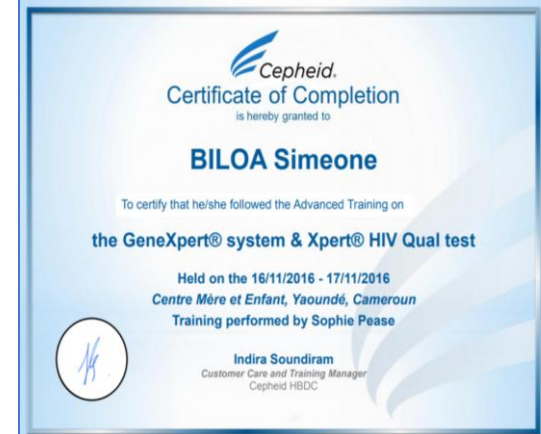 Cepheid.
Certificate of Completion
is hereby granted to
BILOA Simeone
To certify that he/she followed the Advanced Training on
the GeneXpert® system & Xpert® HIV Qual test
Held on the 16/11/2016 - 17/11/2016
Centre Mère et Enfant, Yaoundé, Cameroun
Training performed by Sophie Pease
Indira Soundiram
Customer Care and Training Manager
Cepheid HBDC